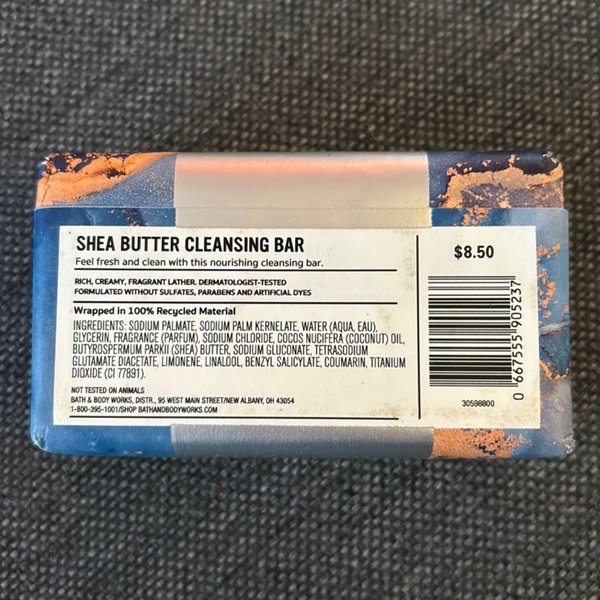 SHEA BUTTER CLEANSING BAR
Feel fresh and clean with this nourishing cleansing bar.
RICH, CREAMY, FRAGRANT LATHER. DERMATOLOGIST-TESTED
FORMULATED WITHOUT SULFATES, PARABENS AND ARTIFICIAL DYES
Wrapped in 100% Recycled Material
INGREDIENTS: SODIUM PALMATE, SODIUM PALM KERNELATE, WATER (AQUA, EAU),
GLYCERIN, FRAGRANCE (PARFUM), SODIUM CHLORIDE, COCOS NUCIFERA (COCONUT) OIL,
BUTYROSPERMUM PARKII (SHEA) BUTTER, SODIUM GLUCONATE, TETRASODIUM
GLUTAMATE DIACETATE, LIMONENE, LINALOOL, BENZYL SALICYLATE, COUMARIN, TITANIUM
DIOXIDE (CI 77891).
NOT TESTED ON ANIMALS
BATH & BODY WORKS, DISTR., 95 WEST MAIN STREET/NEW ALBANY, OH 43054
1-800-395-1001/SHOP BATHANDBODYWORKS.COM
$8.50
0 667555 905237
30598800